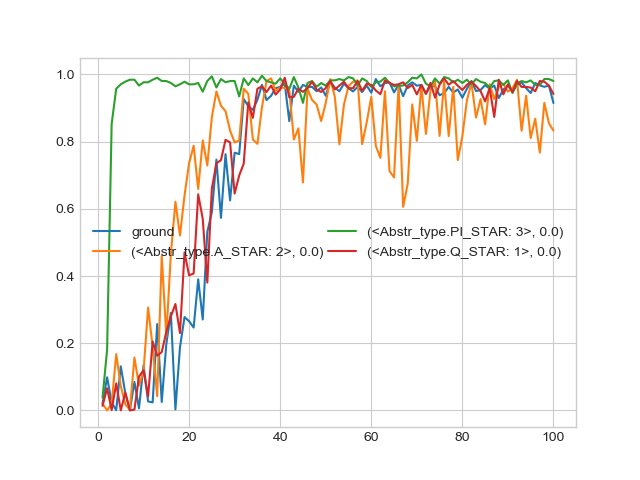 1.0
0.8
0.6
0.4
0.2
0.0
ground
(<Abstr_type.A_STAR: 2>, 0.0)
(<Abstr_type.PI_STAR: 3>, 0.0)
(<Abstr_type.Q_STAR: 1>, 0.0)
0 20 40 60 80 100